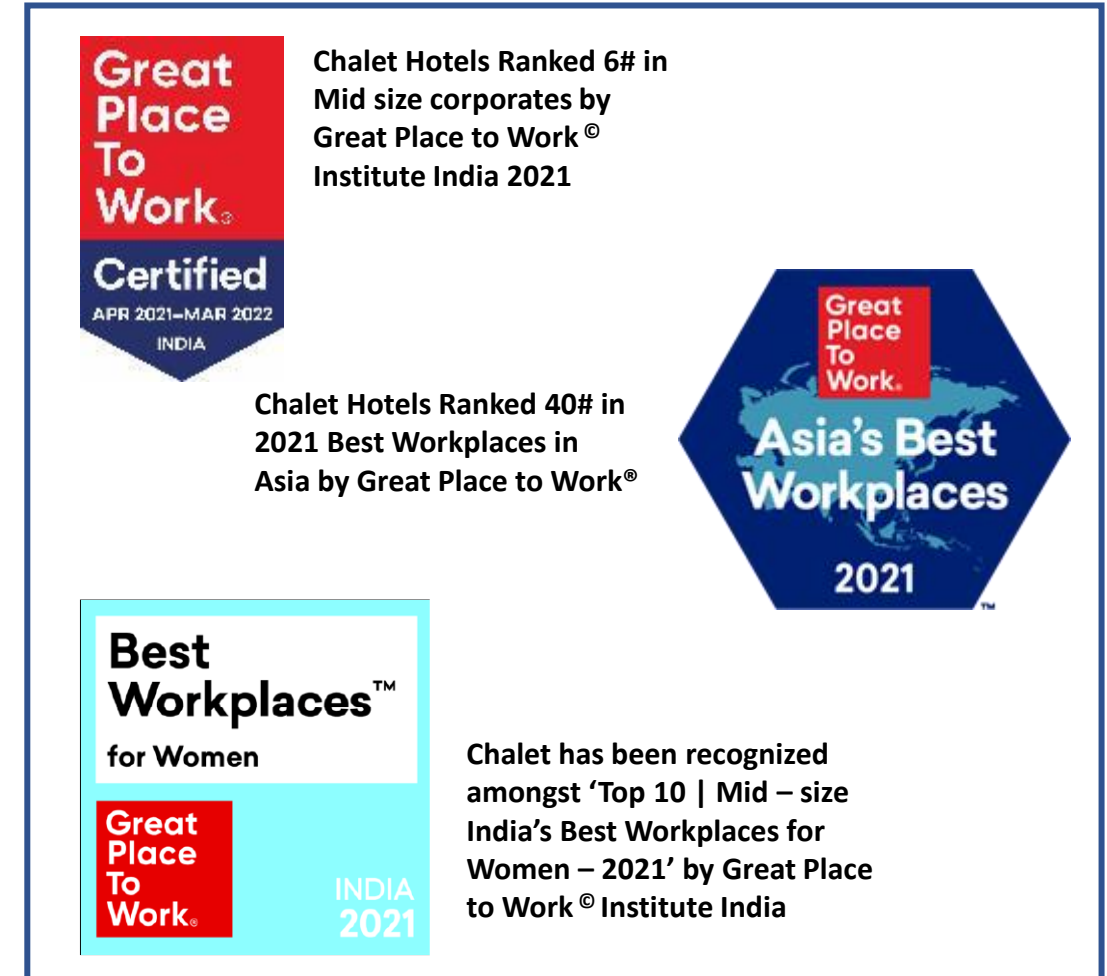 Great
Place
To
Work®
Certified
APR 2021–MAR 2022
INDIA
Chalet Hotels Ranked 6# in
Mid size corporates by
Great Place to Work ©
Institute India 2021
Great
Place
To
Work®
Asia's Best
Workplaces
2021
™
Chalet Hotels Ranked 40# in
2021 Best Workplaces in
Asia by Great Place to Work®
Best
Workplaces™
for Women
Great
Place
To
Work®
INDIA
2021
Chalet has been recognized
amongst ‘Top 10 | Mid – size
India’s Best Workplaces for
Women – 2021’ by Great Place
to Work © Institute India